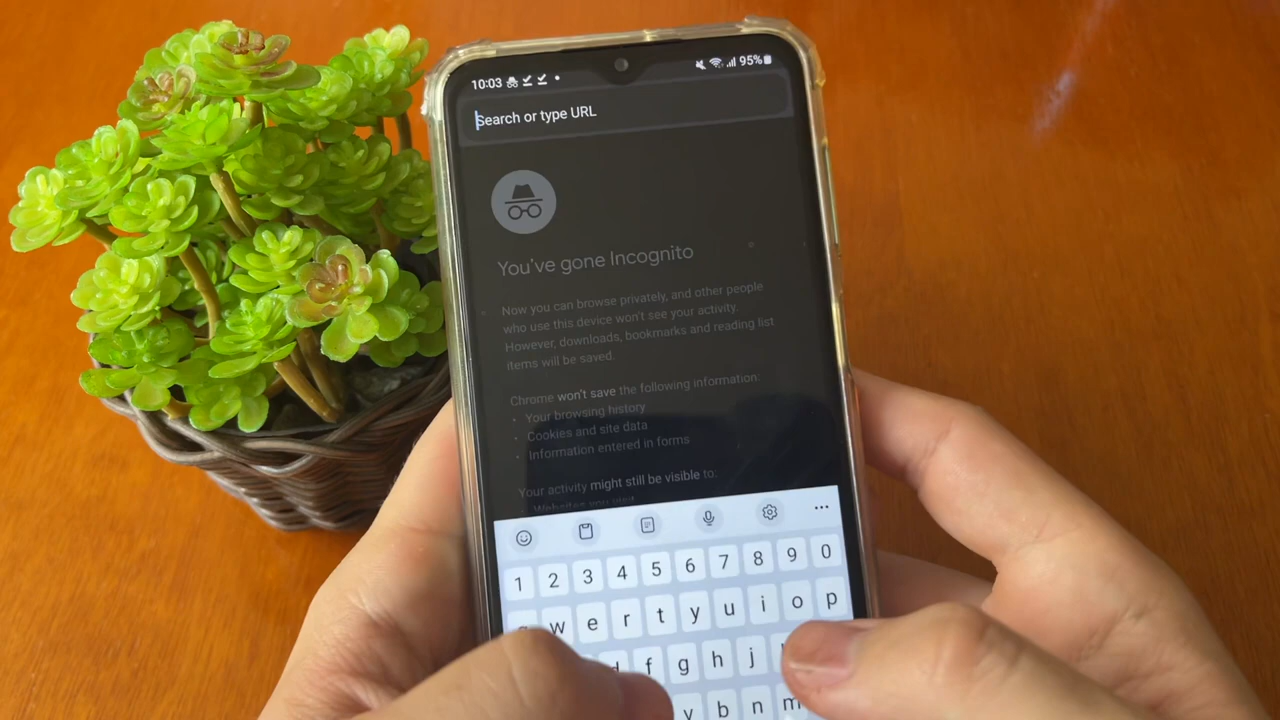 10:03 95%
Search or type URL
You've gone Incognito
Now you can browse privately, and other people
who use this device won't see your activity.
However, downloads, bookmarks and reading list
items will be saved.
Chrome won't save the following information:
• Your browsing history
• Cookies and site data
• Information entered in forms
Your activity might still be visible to:
• Websites you visit
1 2 3 4 5 6 7 8 9 0
w e r t y u i o p
f g h j
v b n m